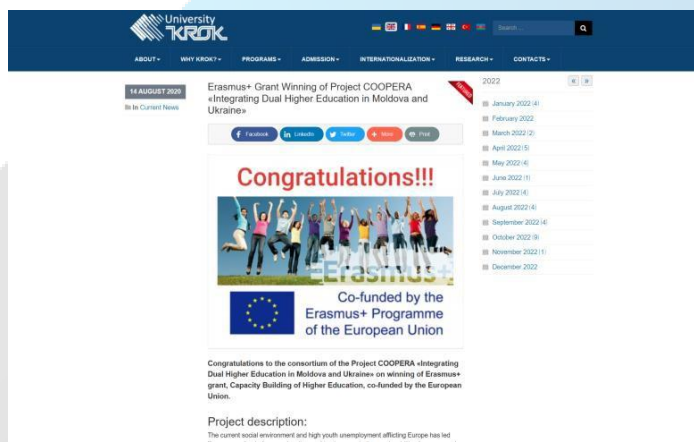 University
KROK
Search...
ABOUT WHY KROK? PROGRAMS ADMISSION INTERNATIONALIZATION RESEARCH CONTACTS
14 AUGUST 2020
In Current News
Erasmus+ Grant Winning of Project COOPERA
«Integrating Dual Higher Education in Moldova and
Ukraine»
Facebook LinkedIn Twitter More Print
Congratulations!!!
Erasmus+
Co-funded by the
Erasmus+ Programme
of the European Union
Congratulations to the consortium of the Project COOPERA «Integrating
Dual Higher Education in Moldova and Ukraine» on winning of Erasmus+
grant, Capacity Building of Higher Education, co-funded by the European
Union.
Project description:
The current social environment and high youth unemployment afflicting Europe has led
2022
« »
January 2022 (4)
February 2022
March 2022 (2)
April 2022 (5)
May 2022 (4)
June 2022 (1)
July 2022 (4)
August 2022 (4)
September 2022 (4)
October 2022 (9)
November 2022 (1)
December 2022